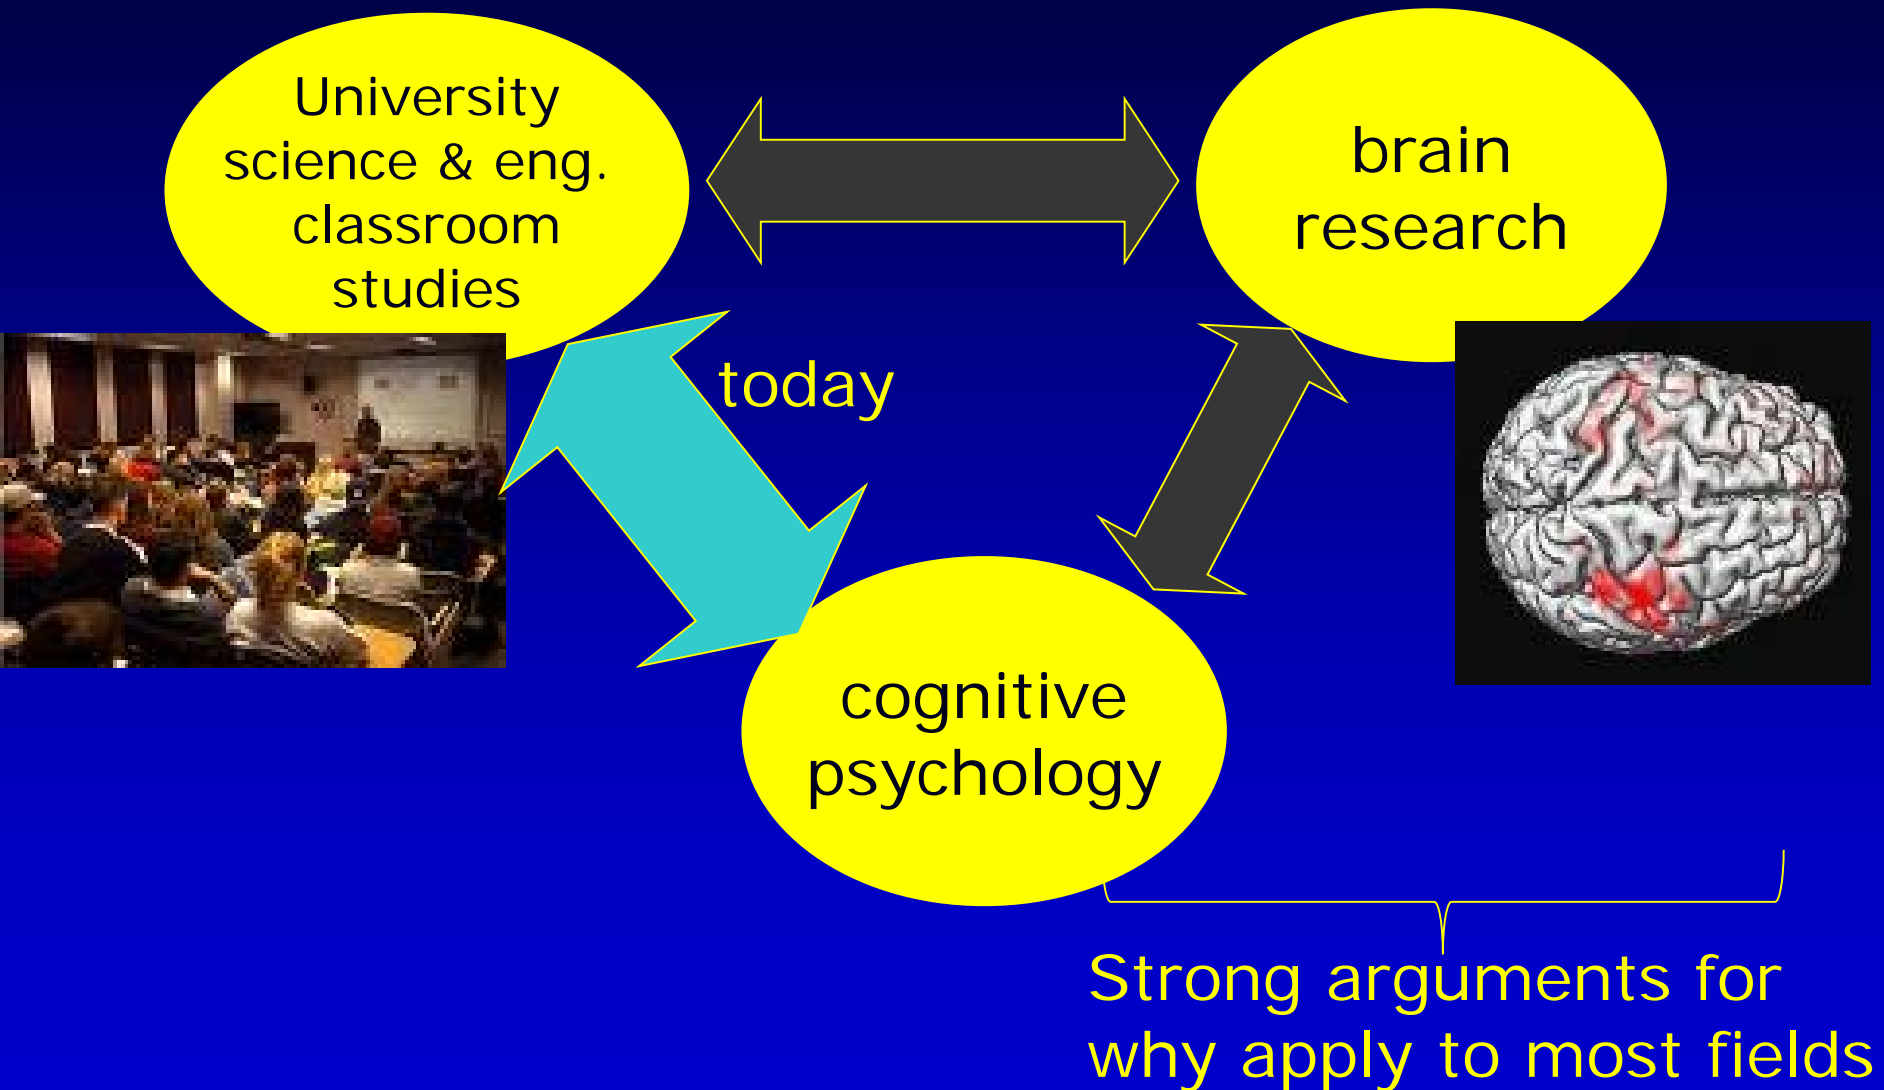 University
science & eng.
classroom
studies
brain
research
today
cognitive
psychology
Strong arguments for
why apply to most fields